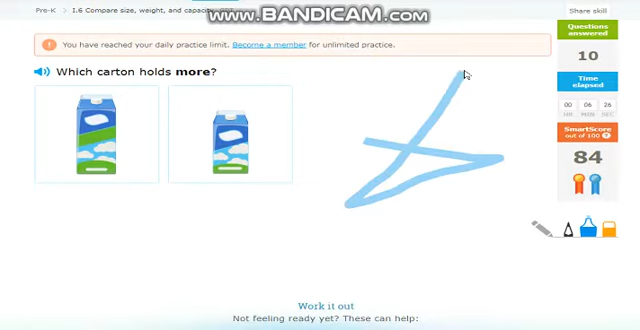 www.BANDICAM.com
Pre-K > I.6 Compare size, weight, and capacity
Share skill
Questions answered
10
You have reached your daily practice limit. Become a member for unlimited practice.
Which carton holds more?
Time elapsed
00 06 26
HR MIN SEC
SmartScore
out of 100 ?
84
Work it out
Not feeling ready yet? These can help: